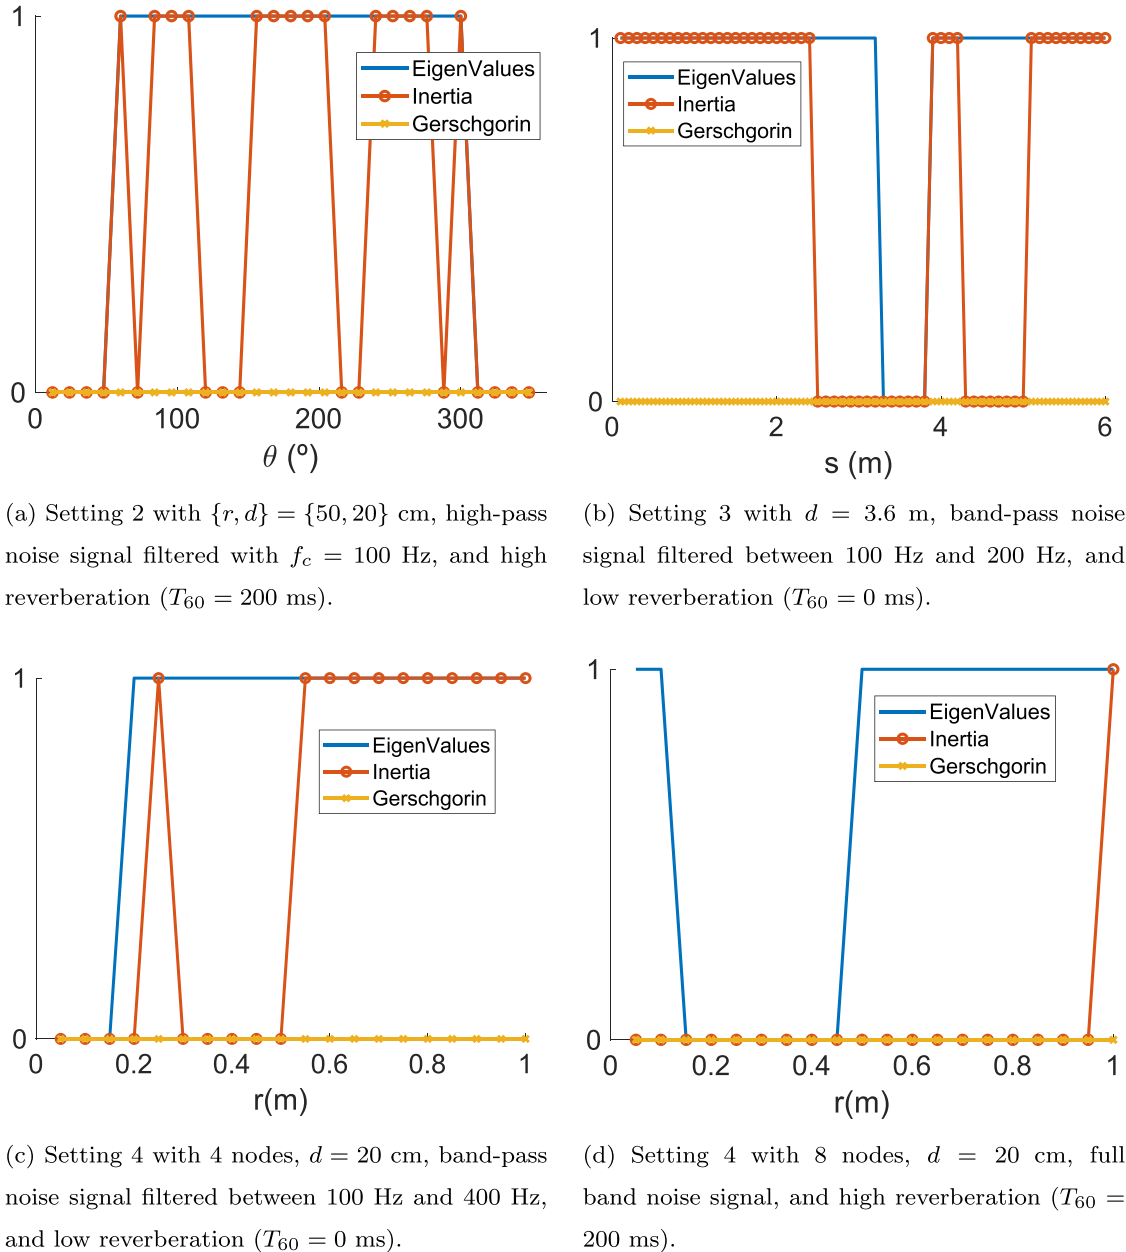 1
EigenValues
Inertia
Gerschgorin
0
0 100 200 300
θ (º)
1
EigenValues
Inertia
Gerschgorin
0
0 2 4 6
s (m)
(a) Setting 2 with {r, d} = {50, 20} cm, high-pass
noise signal filtered with f_c = 100 Hz, and high
reverberation (T_60 = 200 ms).
(b) Setting 3 with d = 3.6 m, band-pass noise
signal filtered between 100 Hz and 200 Hz, and
low reverberation (T_60 = 0 ms).
1
EigenValues
Inertia
Gerschgorin
0
0 0.2 0.4 0.6 0.8 1
r(m)
1
EigenValues
Inertia
Gerschgorin
0
0 0.2 0.4 0.6 0.8 1
r(m)
(c) Setting 4 with 4 nodes, d = 20 cm, band-pass
noise signal filtered between 100 Hz and 400 Hz,
and low reverberation (T_60 = 0 ms).
(d) Setting 4 with 8 nodes, d = 20 cm, full
band noise signal, and high reverberation (T_60 =
200 ms).